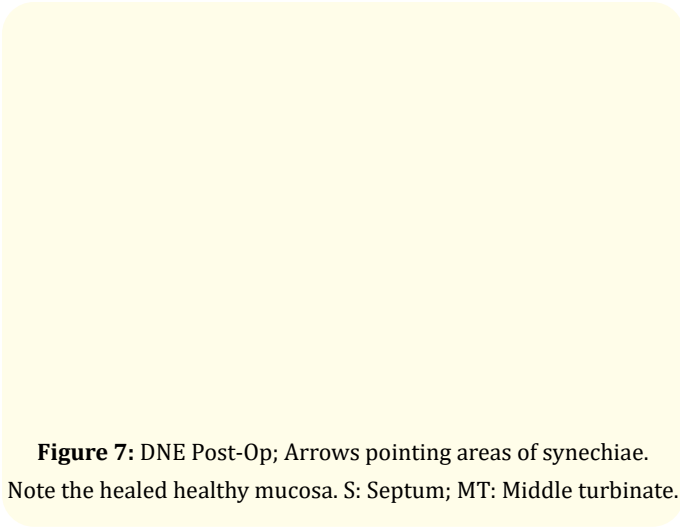 Figure 7: DNE Post-Op; Arrows pointing areas of synechiae.
Note the healed healthy mucosa. S: Septum; MT: Middle turbinate.